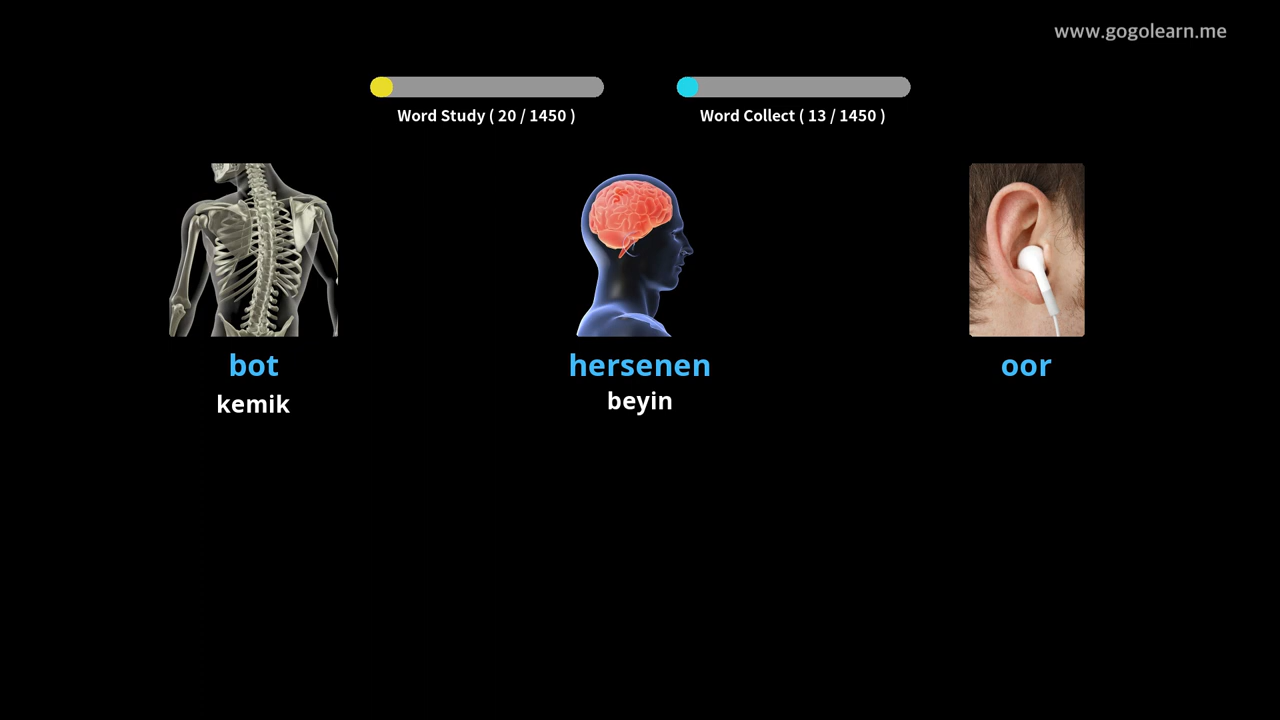 www.gogolearn.me
Word Study ( 20 / 1450 )
Word Collect ( 13 / 1450 )
bot
kemik
hersenen
beyin
oor